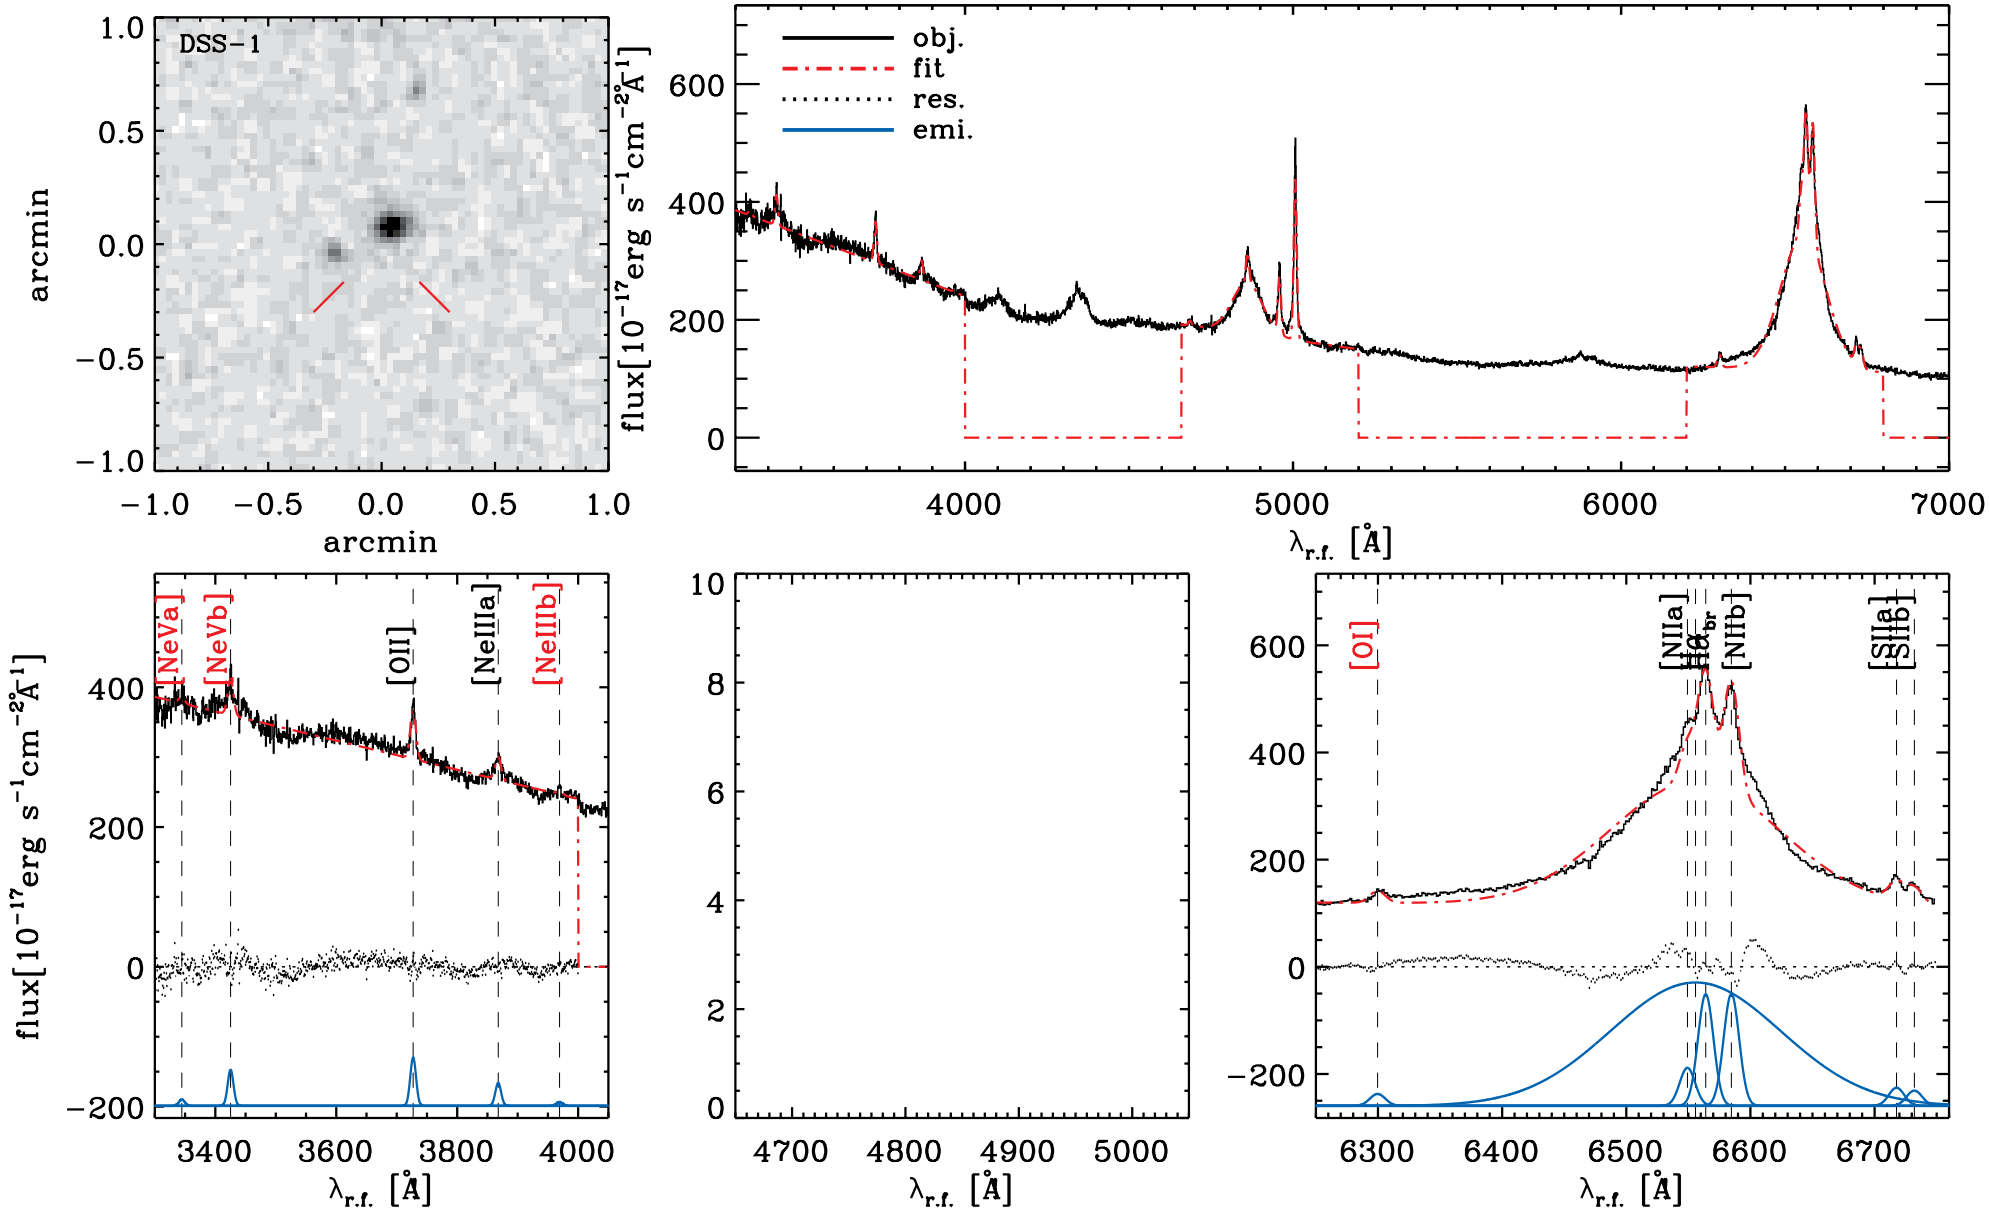 DSS-1
1.0
0.5
0.0
-0.5
-1.0
arcmin
-1.0 -0.5 0.0 0.5 1.0
arcmin
obj.
fit
res.
emi.
600
400
200
0
flux[10⁻¹⁷erg s⁻¹cm⁻²Å⁻¹]
4000 5000 6000 7000
λr.f. [Å]
[NeVa]
[NeVb]
[OII]
[NeIIIa]
[NeIIIb]
400
200
0
-200
flux[10⁻¹⁷erg s⁻¹cm⁻²Å⁻¹]
3400 3600 3800 4000
λr.f. [Å]
10
8
6
4
2
0
4700 4800 4900 5000
λr.f. [Å]
[OI]
[NIIa]
Hα
Hαbr
[NIIb]
[SIIa]
[SIIb]
600
400
200
0
-200
6300 6400 6500 6600 6700
λr.f. [Å]